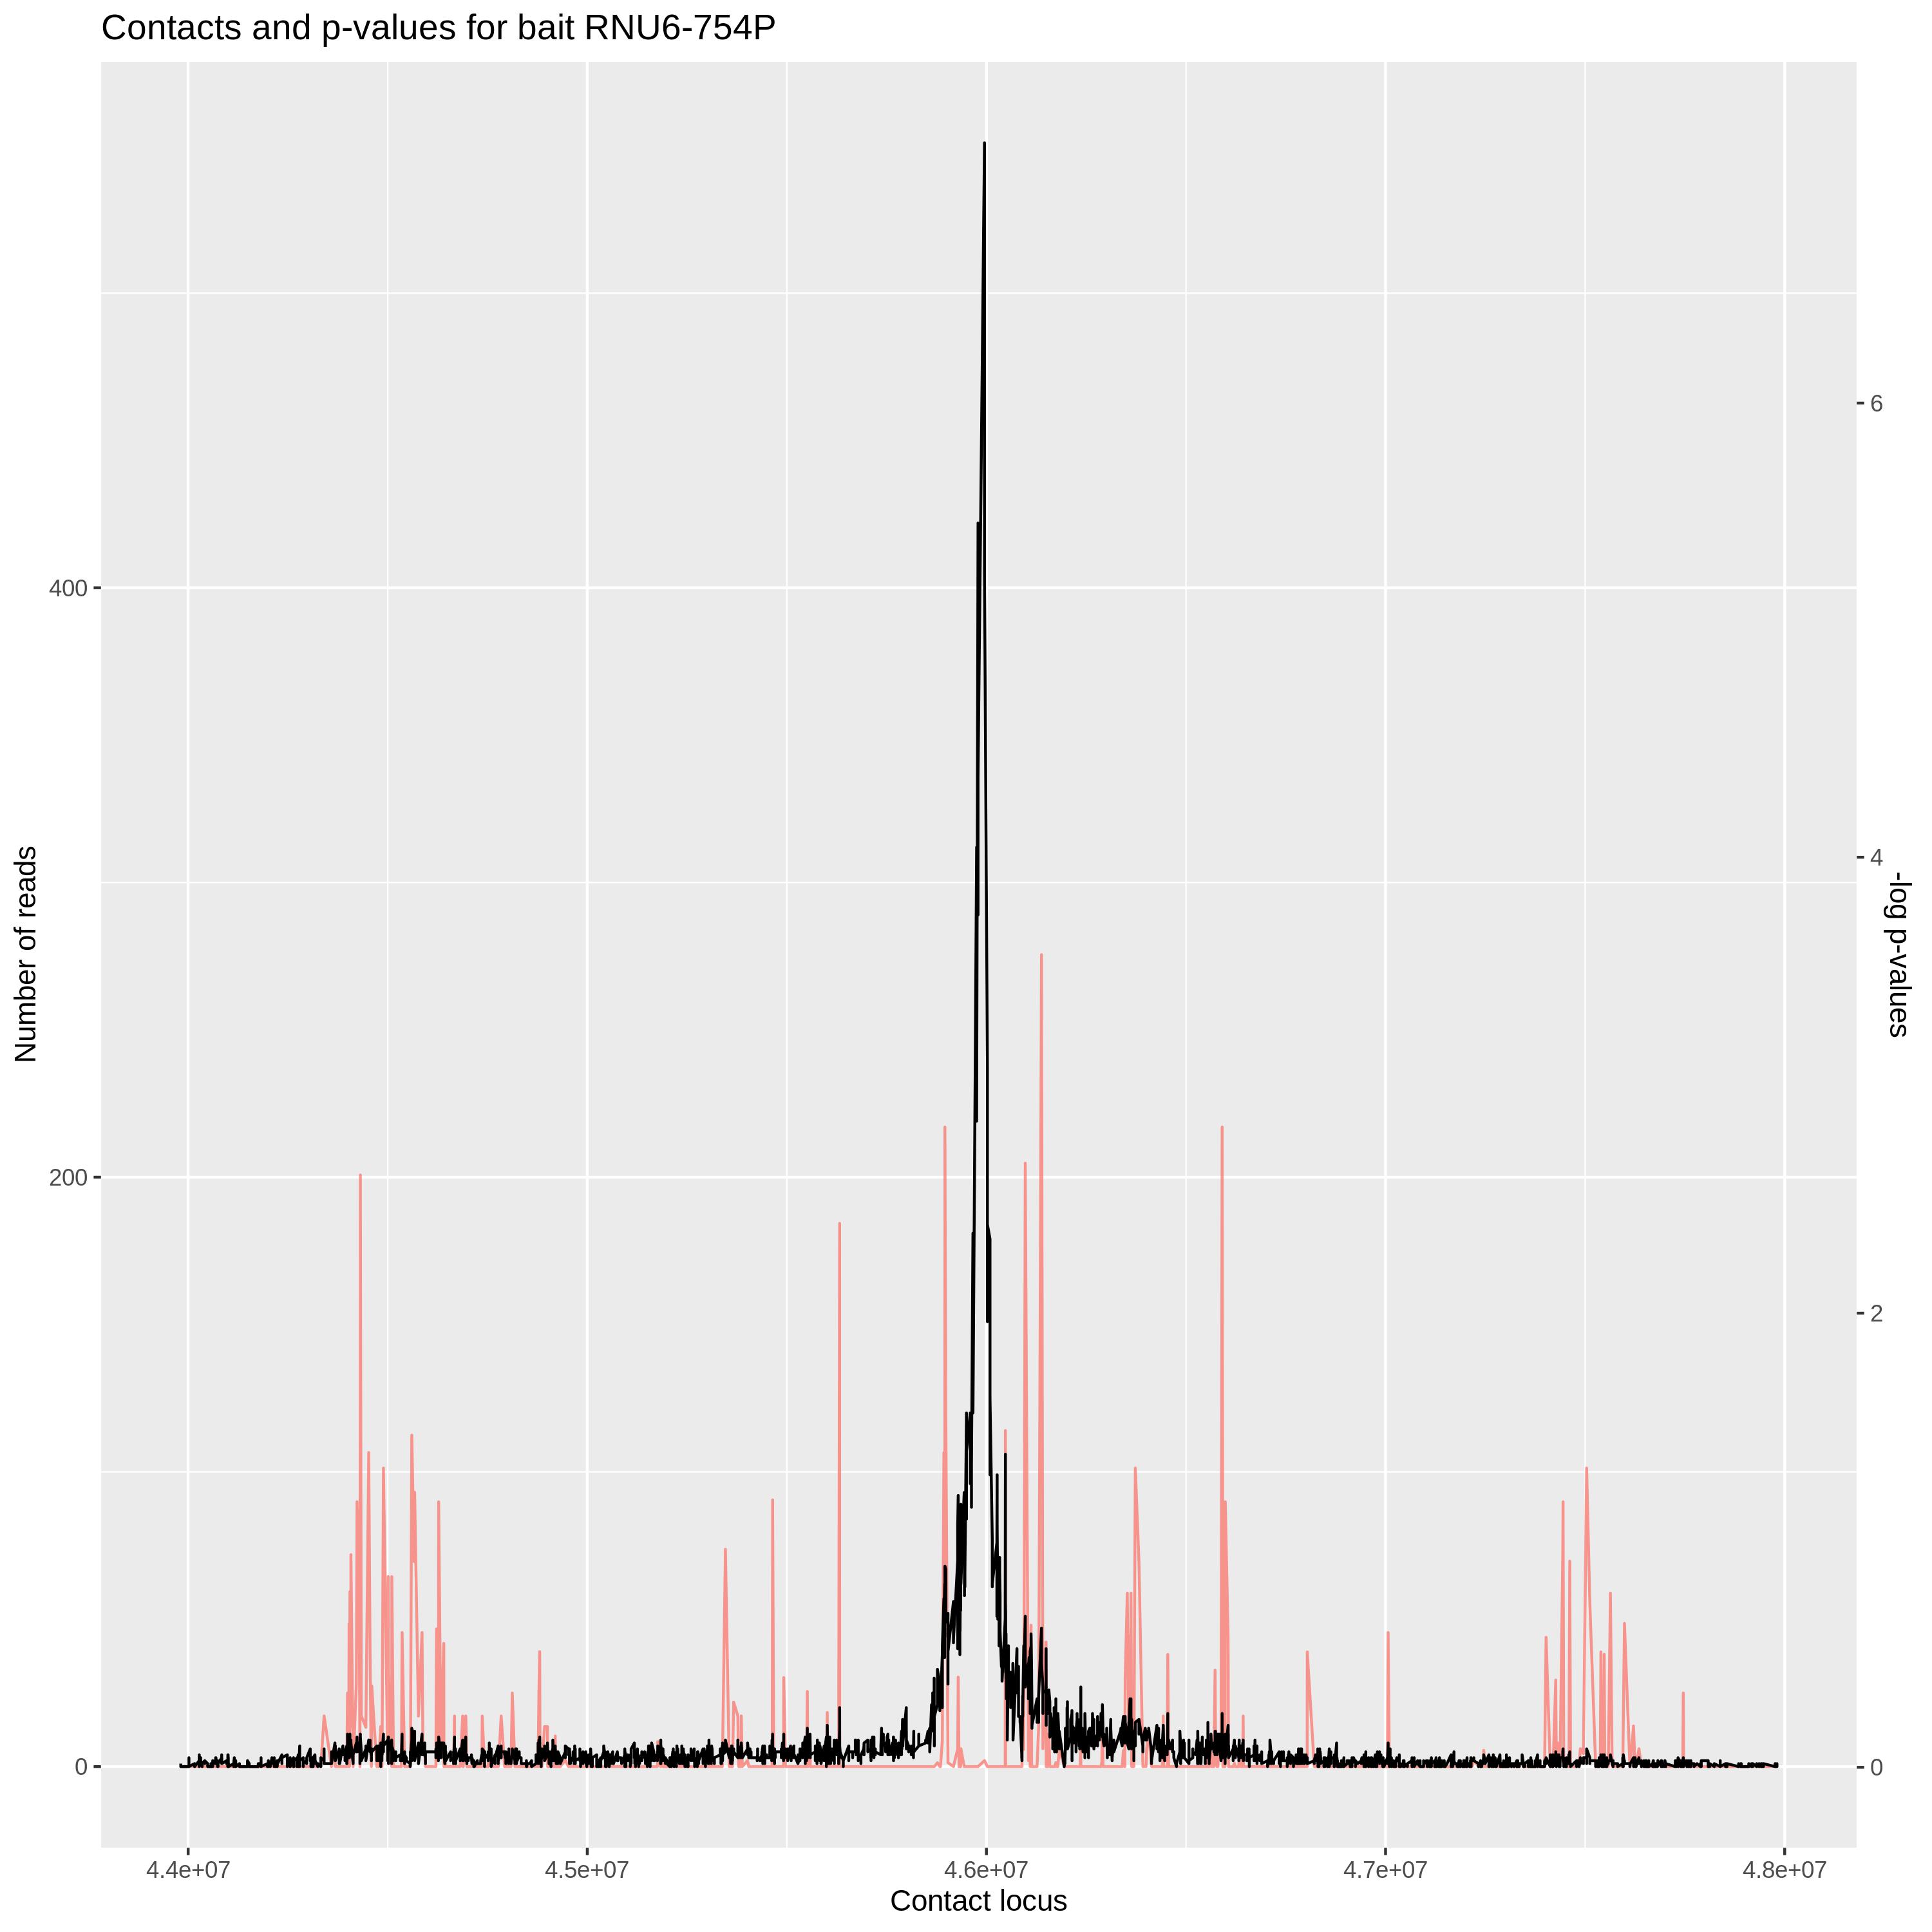 Contacts and p-values for bait RNU6-754P
Number of reads
400
200
0
6
4
2
0
-log p-values
4.4e+07
4.5e+07
4.6e+07
4.7e+07
4.8e+07
Contact locus